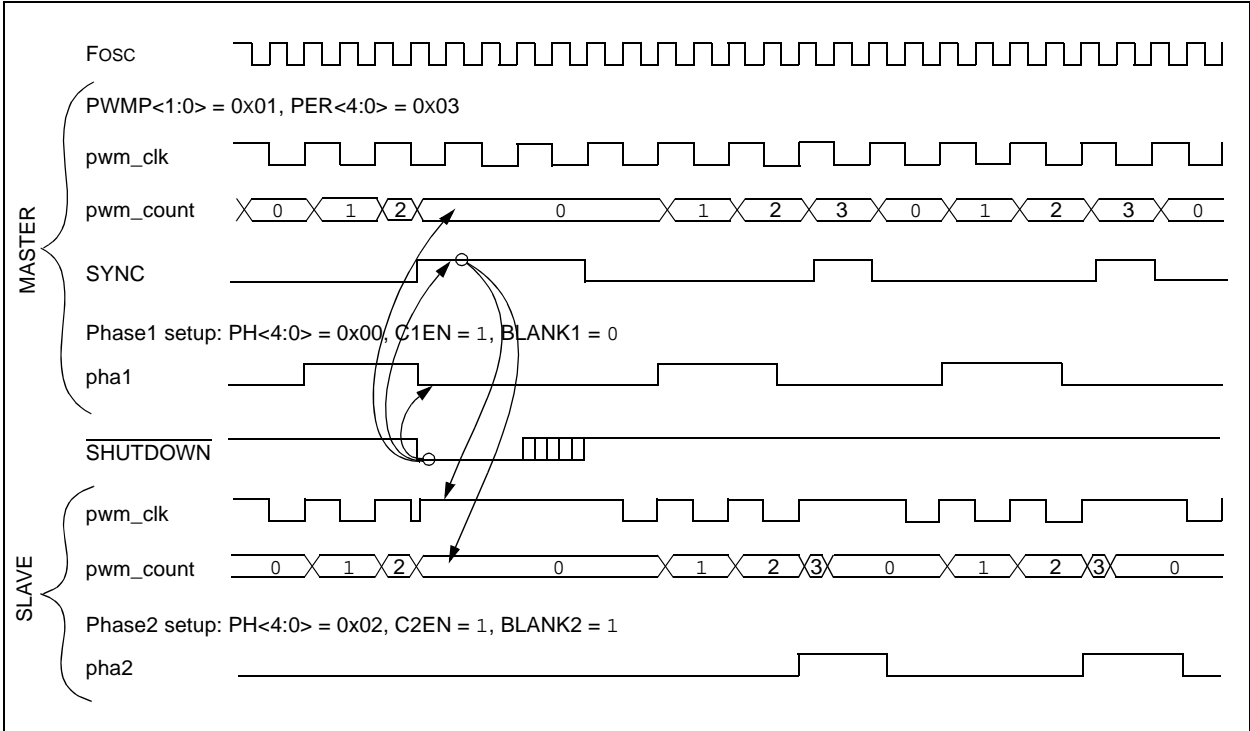 FOSC
MASTER
PWMP<1:0> = 0x01, PER<4:0> = 0x03
pwm_clk
pwm_count 0 1 2 0 1 2 3 0 1 2 3 0
SYNC
Phase1 setup: PH<4:0> = 0x00, C1EN = 1, BLANK1 = 0
pha1
SHUTDOWN
SLAVE
pwm_clk
pwm_count 0 1 2 0 1 2 3 0 1 2 3 0
Phase2 setup: PH<4:0> = 0x02, C2EN = 1, BLANK2 = 1
pha2